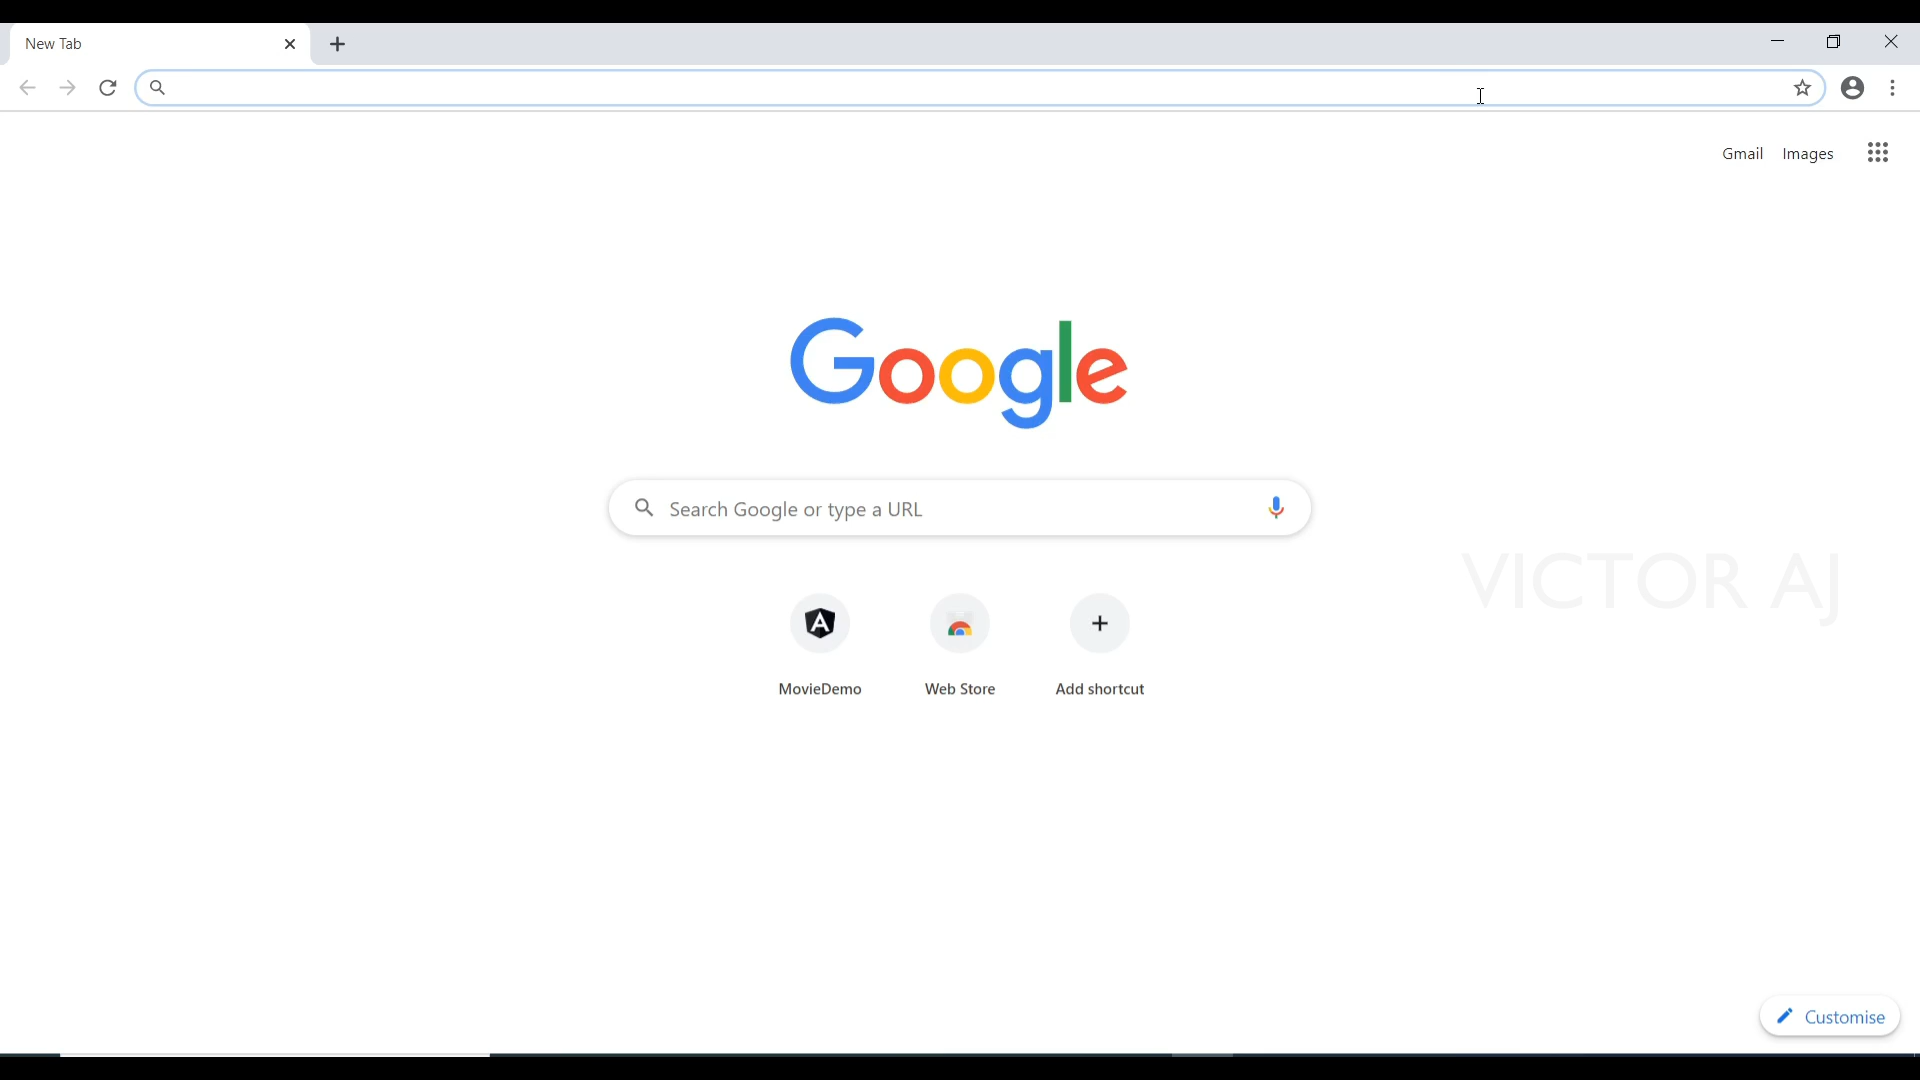 New Tab
Gmail Images
Google
Search Google or type a URL
VICTOR AJ
MovieDemo Web Store Add shortcut
Customise